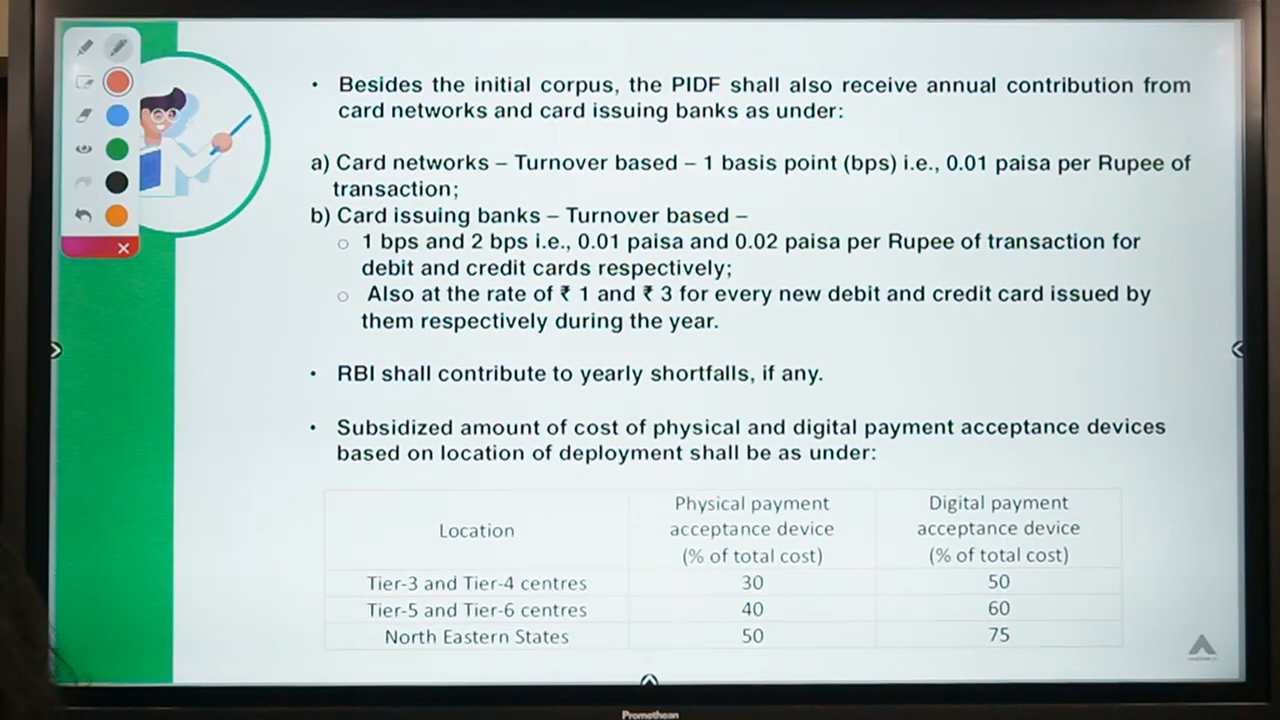 • Besides the initial corpus, the PIDF shall also receive annual contribution from
card networks and card issuing banks as under:
a) Card networks – Turnover based – 1 basis point (bps) i.e., 0.01 paisa per Rupee of
transaction;
b) Card issuing banks – Turnover based –
○ 1 bps and 2 bps i.e., 0.01 paisa and 0.02 paisa per Rupee of transaction for
debit and credit cards respectively;
○ Also at the rate of ₹ 1 and ₹ 3 for every new debit and credit card issued by
them respectively during the year.
• RBI shall contribute to yearly shortfalls, if any.
• Subsidized amount of cost of physical and digital payment acceptance devices
based on location of deployment shall be as under:
Location
Physical payment
acceptance device
(% of total cost)
Digital payment
acceptance device
(% of total cost)
Tier-3 and Tier-4 centres 30 50
Tier-5 and Tier-6 centres 40 60
North Eastern States 50 75
Promethean